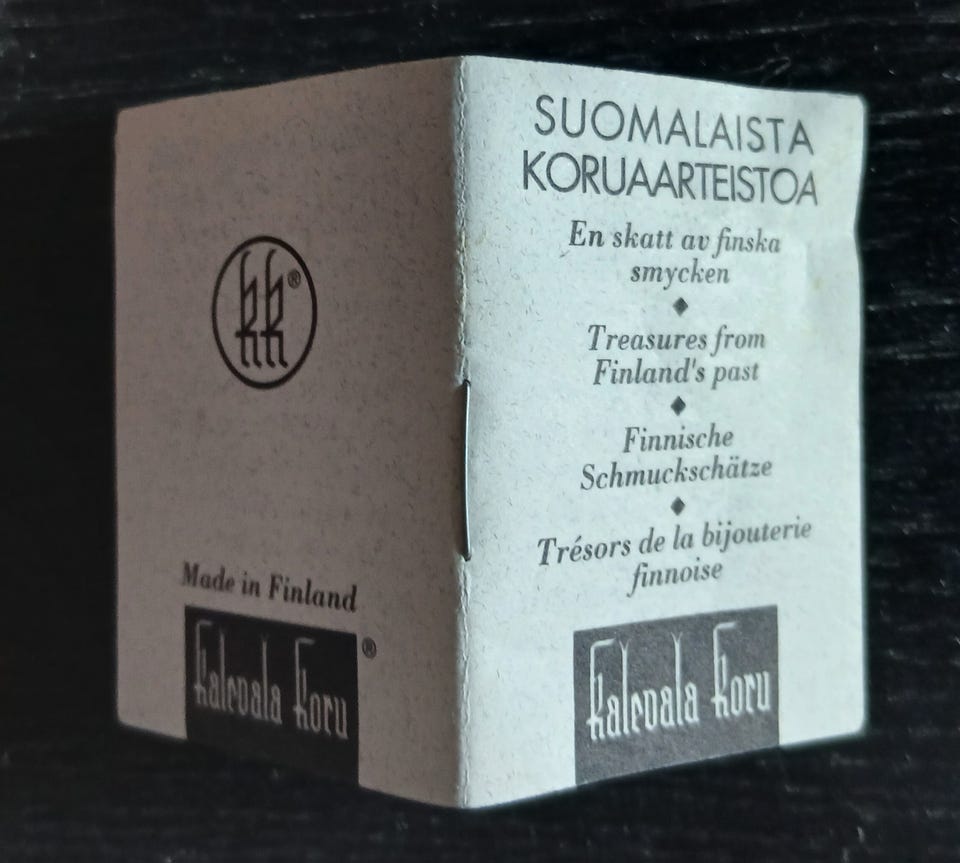 kk®
Made in Finland
Kalevala Koru®
SUOMALAISTA
KORUAARTEISTOA
En skatt av finska
smycken
Treasures from
Finland's past
Finnische
Schmuckschätze
Trésors de la bijouterie
finnoise
Kalevala Koru